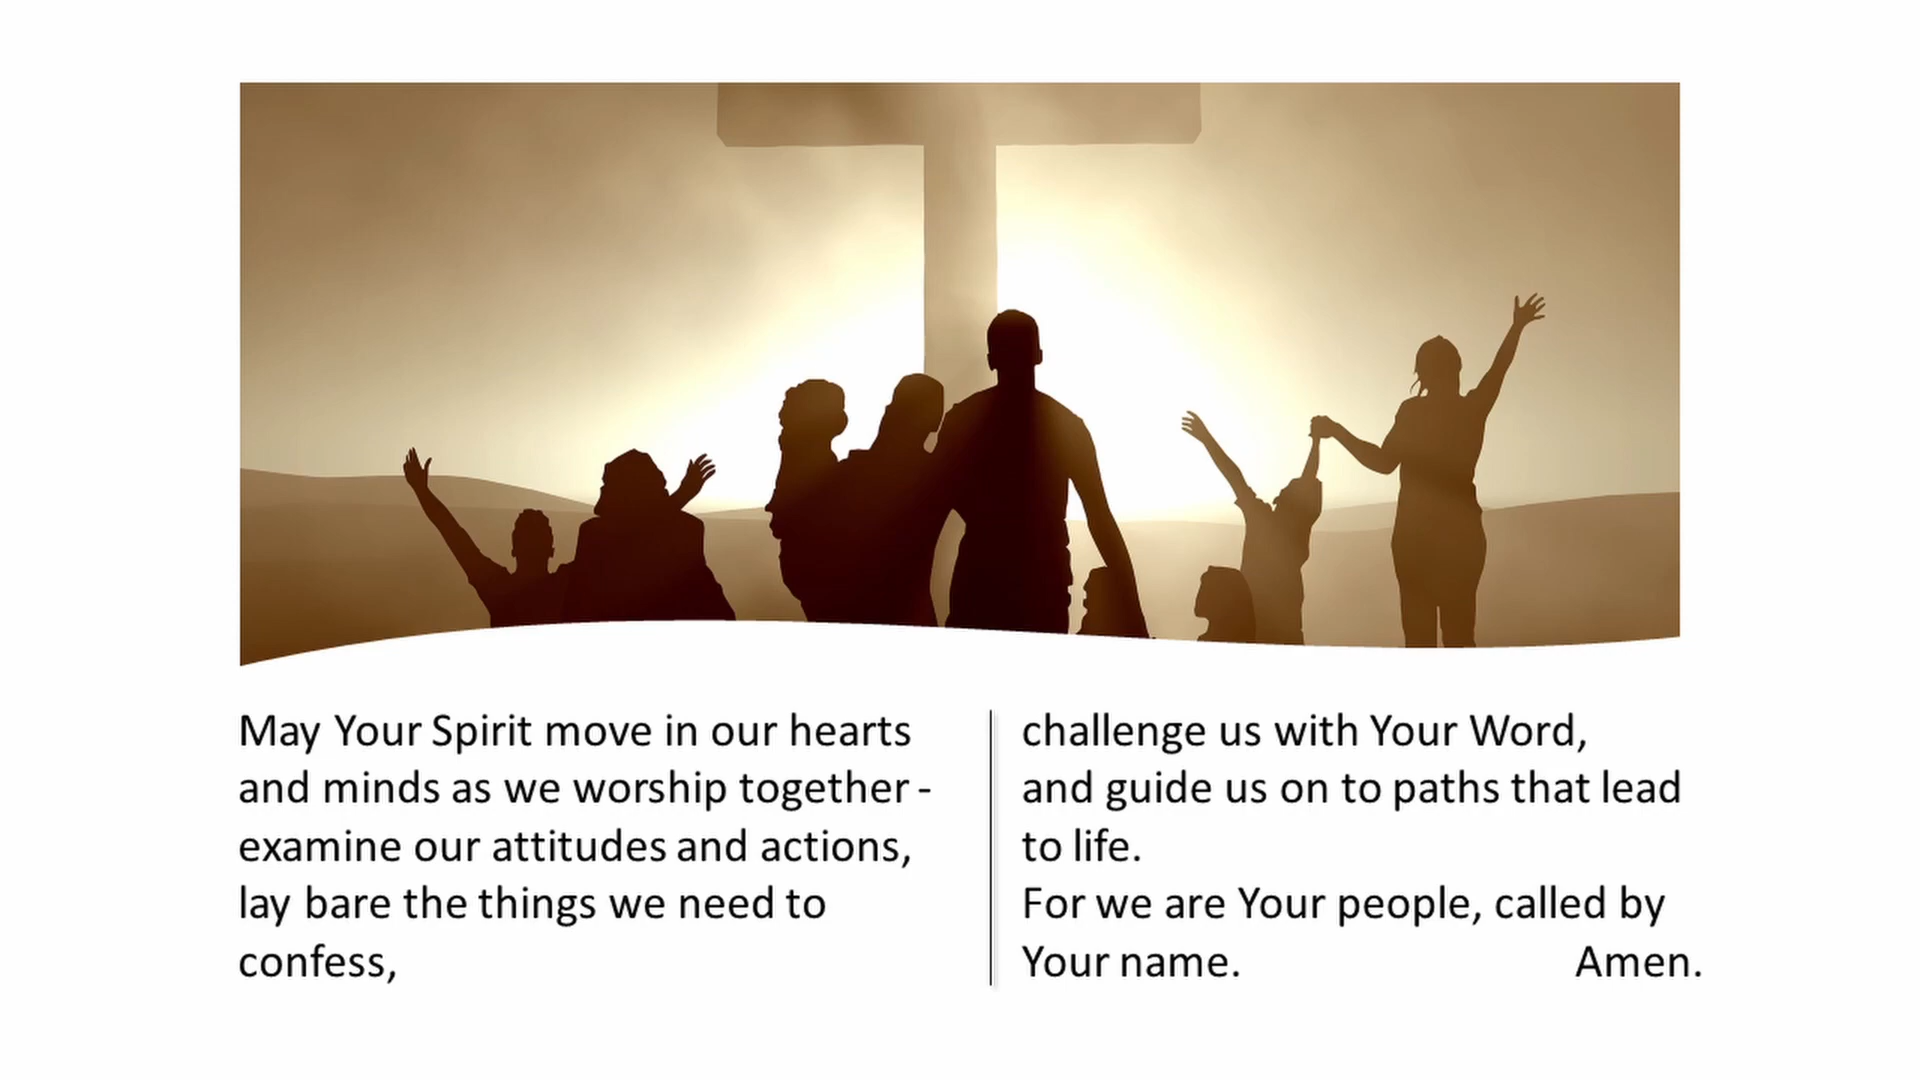 May Your Spirit move in our hearts
and minds as we worship together -
examine our attitudes and actions,
lay bare the things we need to
confess,
challenge us with Your Word,
and guide us on to paths that lead
to life.
For we are Your people, called by
Your name. Amen.